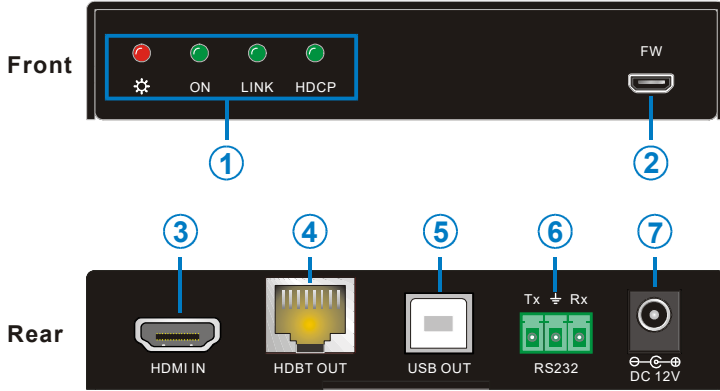 Front
FW
ON LINK HDCP
1
2
3 4 5 6 7
Tx Rx
Rear
HDMI IN HDBT OUT USB OUT RS232 DC 12V